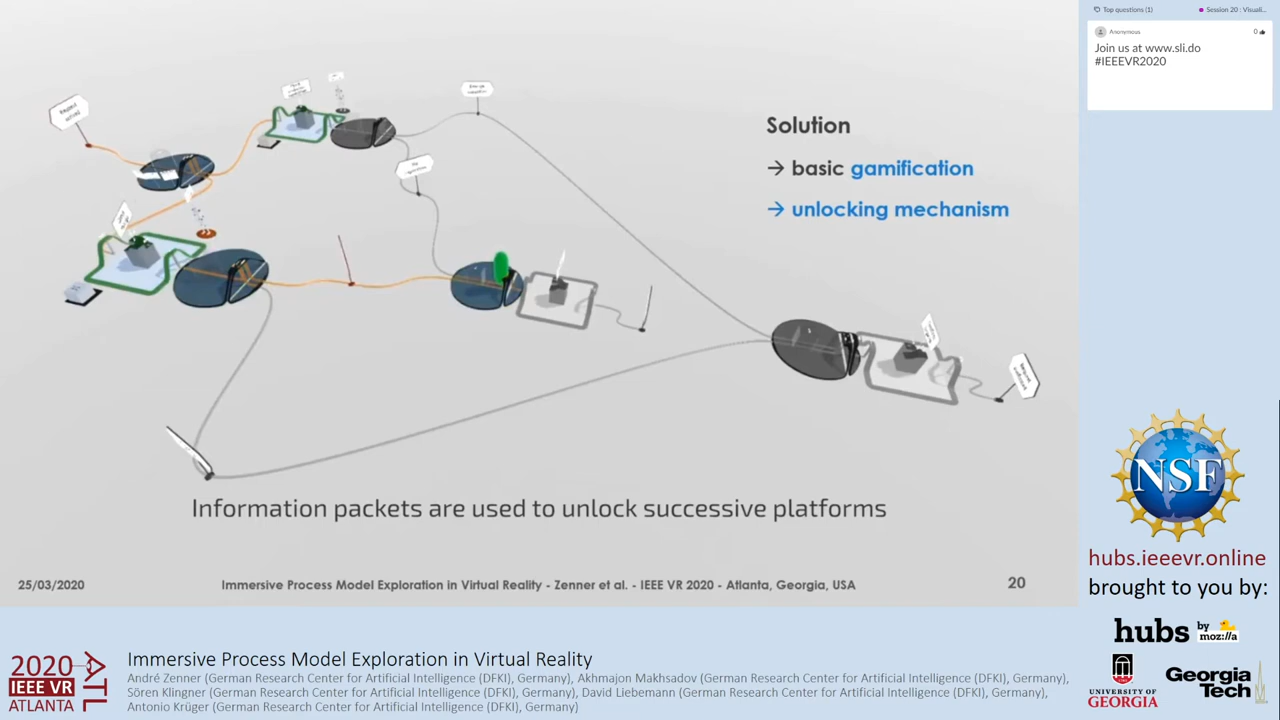 Top questions (1)
Session 20 : Visuali...
Anonymous
0
Join us at www.sli.do
#IEEEVR2020
Solution
→ basic gamification
→ unlocking mechanism
Information packets are used to unlock successive platforms
25/03/2020
Immersive Process Model Exploration in Virtual Reality - Zenner et al. - IEEE VR 2020 - Atlanta, Georgia, USA
20
NSF
hubs.ieeevr.online
brought to you by:
hubs by moz://a
UNIVERSITY OF
GEORGIA
Georgia
Tech
2020
IEEE VR
ATLANTA
ATL
Immersive Process Model Exploration in Virtual Reality
André Zenner (German Research Center for Artificial Intelligence (DFKI), Germany), Akhmajon Makhsadov (German Research Center for Artificial Intelligence (DFKI), Germany),
Sören Klingner (German Research Center for Artificial Intelligence (DFKI), Germany), David Liebemann (German Research Center for Artificial Intelligence (DFKI), Germany),
Antonio Krüger (German Research Center for Artificial Intelligence (DFKI), Germany)